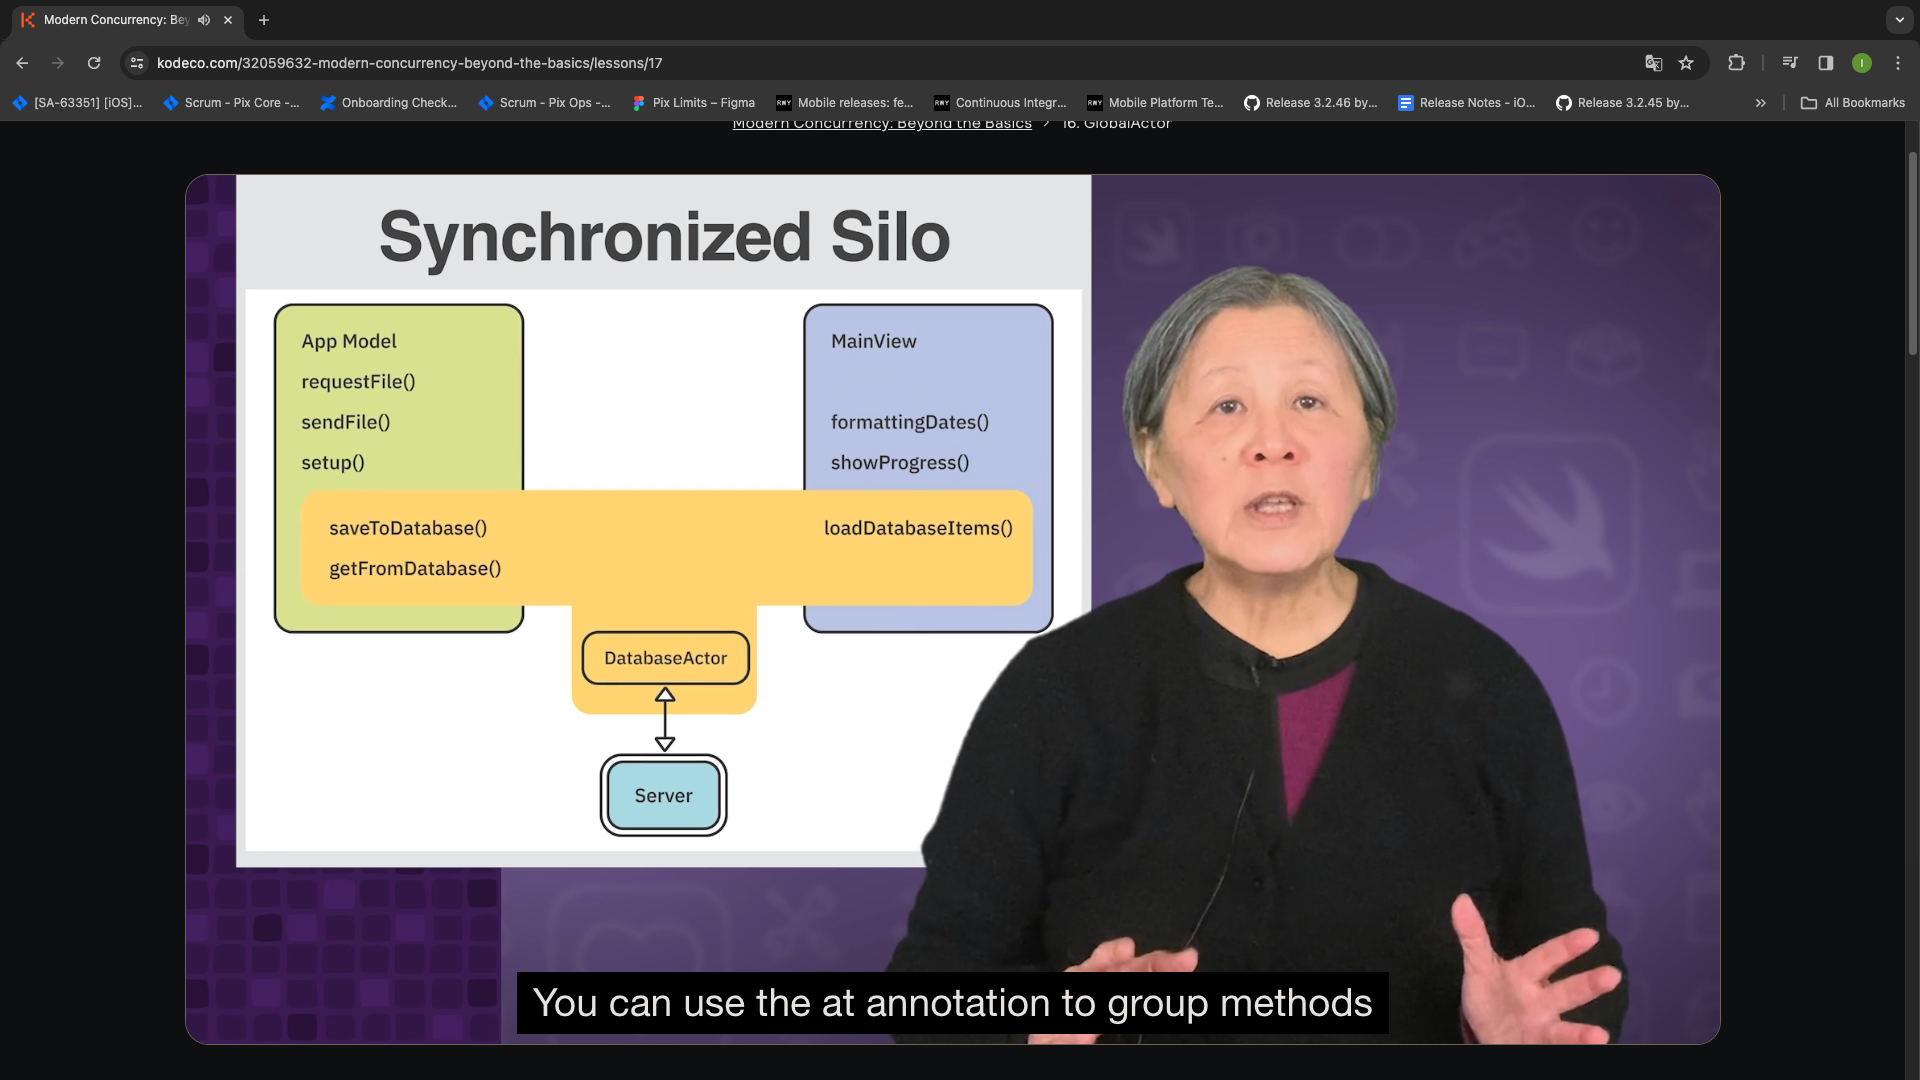 Modern Concurrency: Bey
kodeco.com/32059632-modern-concurrency-beyond-the-basics/lessons/17
I
[SA-63351] [iOS]...
Scrum - Pix Core -...
Onboarding Check...
Scrum - Pix Ops -...
Pix Limits – Figma
RWY
Mobile releases: fe...
RWY
Continuous Integr...
RWY
Mobile Platform Te...
Release 3.2.46 by...
Release Notes - iO...
Release 3.2.45 by...
All Bookmarks
Modern Concurrency: Beyond the Basics > 16. GlobalActor
Synchronized Silo
App Model
requestFile()
sendFile()
setup()
MainView
formattingDates()
showProgress()
saveToDatabase()
loadDatabaseItems()
getFromDatabase()
DatabaseActor
Server
You can use the at annotation to group methods